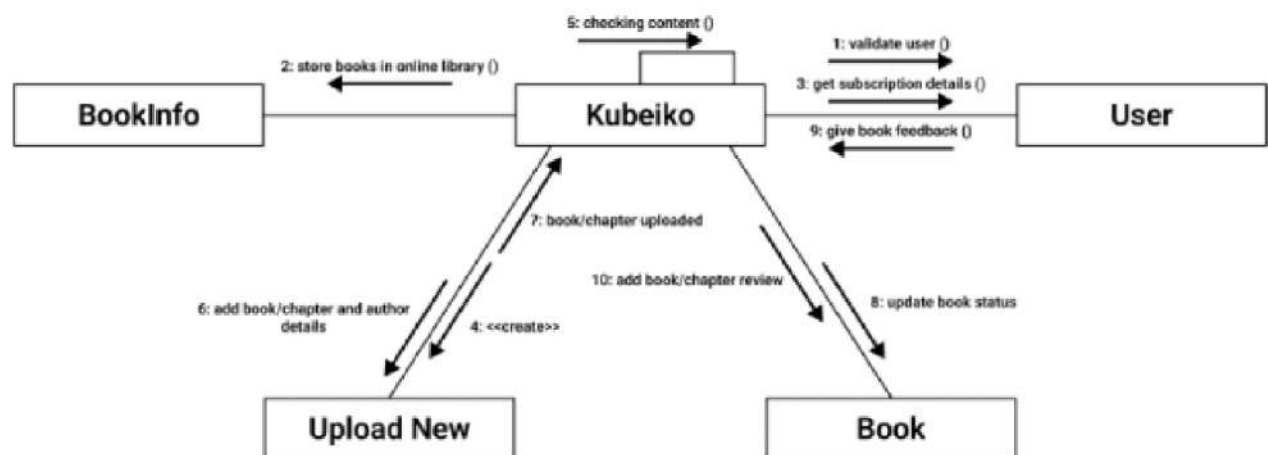 5: checking content ()
1: validate user ()
2: store books in online library ()
3: get subscription details ()
BookInfo
Kubeiko
User
9: give book feedback ()
7: book/chapter uploaded
10: add book/chapter review
6: add book/chapter and author
details
8: update book status
4: <<create>>
Upload New
Book